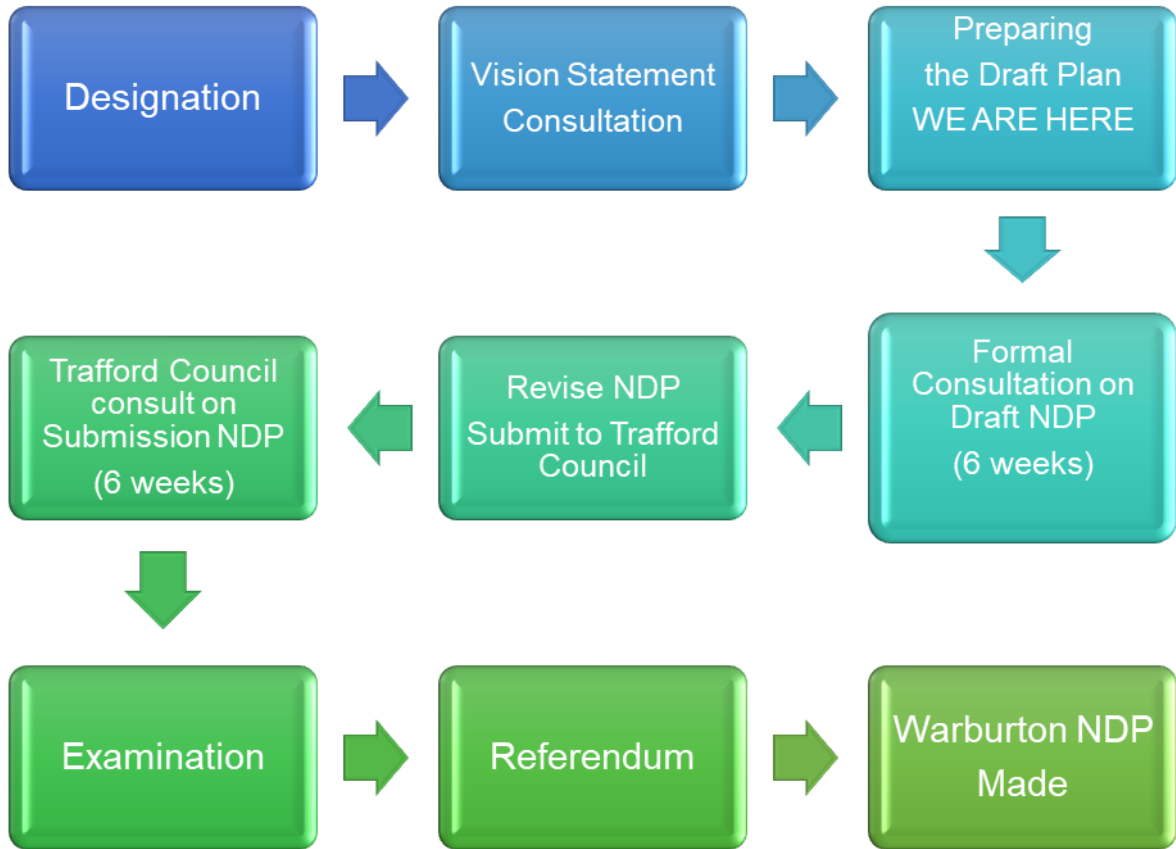 Designation
Vision Statement
Consultation
Preparing
the Draft Plan
WE ARE HERE
Formal
Consultation on
Draft NDP
(6 weeks)
Revise NDP
Submit to Trafford
Council
Trafford Council
consult on
Submission NDP
(6 weeks)
Examination
Referendum
Warburton NDP
Made